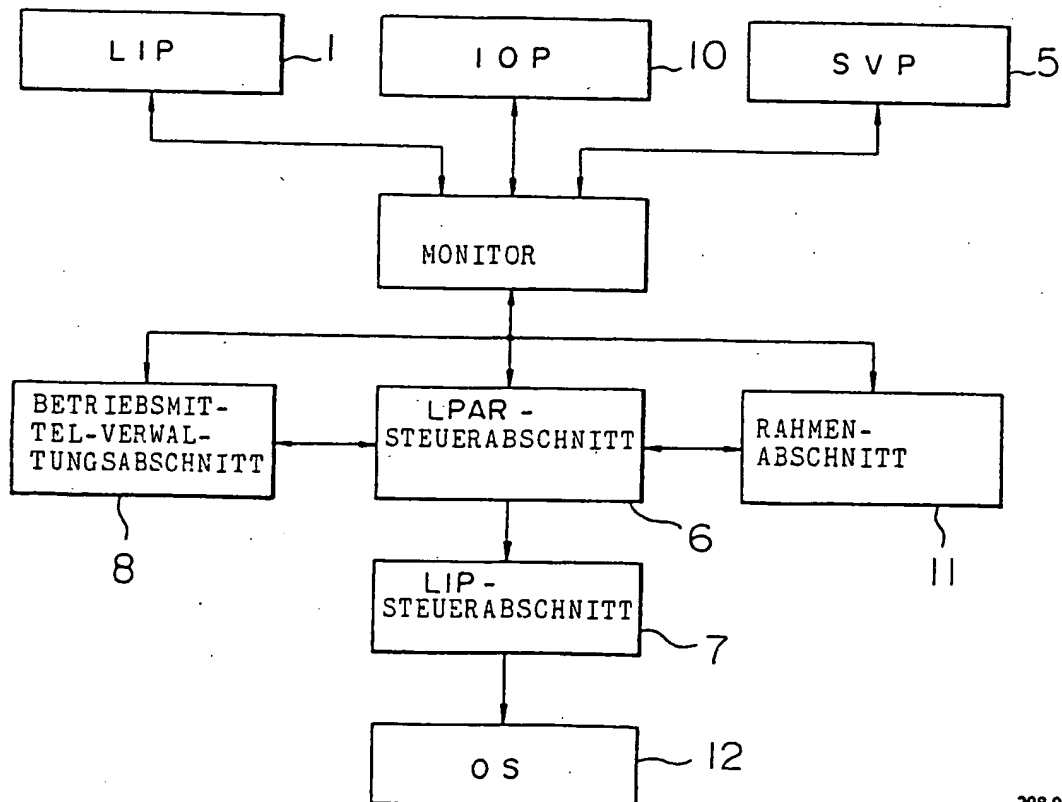 LIP
1
IOP
10
SVP
5
MONITOR
BETRIEBSMIT-
TEL-VERWAL-
TUNGSABSCHNITT
8
LPAR-
STEUERABSCHNITT
6
RAHMEN-
ABSCHNITT
11
LIP-
STEUERABSCHNITT
7
OS
12